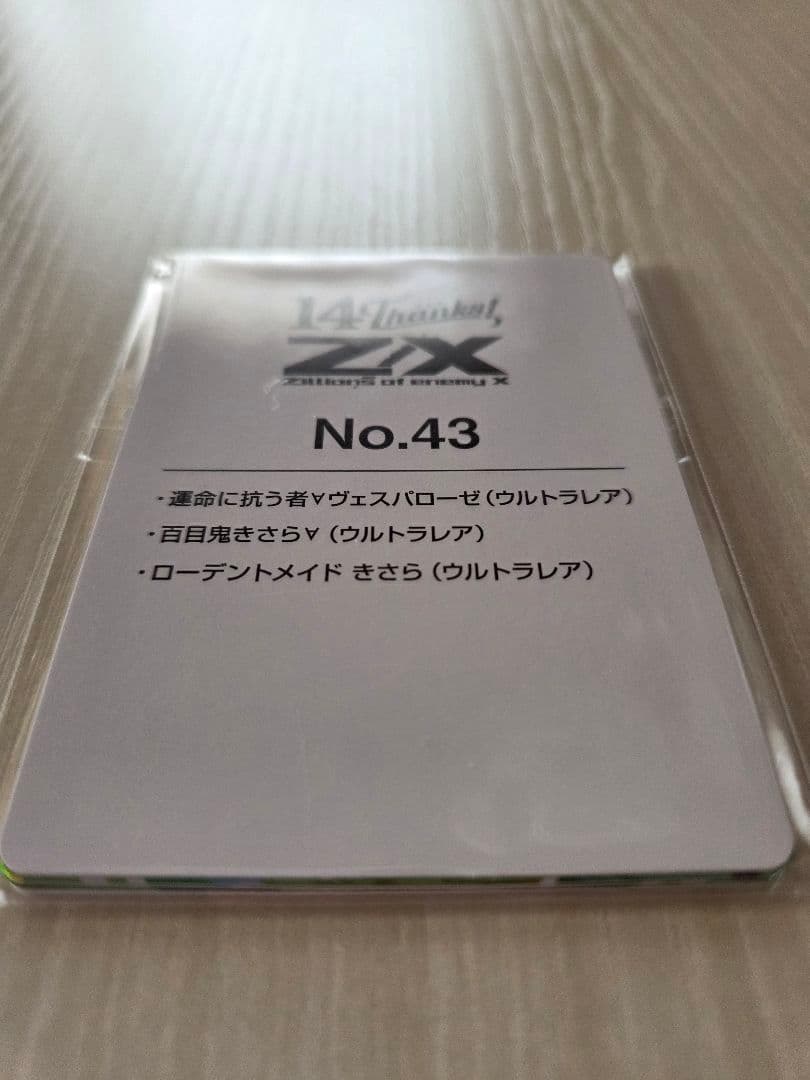 14 Thanks!,
Z/X
Zillions of enemy X
No.43
・運命に抗う者∀ヴェスパローゼ(ウルトラレア)
・百目鬼きさら∀(ウルトラレア)
・ローデントメイド きさら(ウルトラレア)